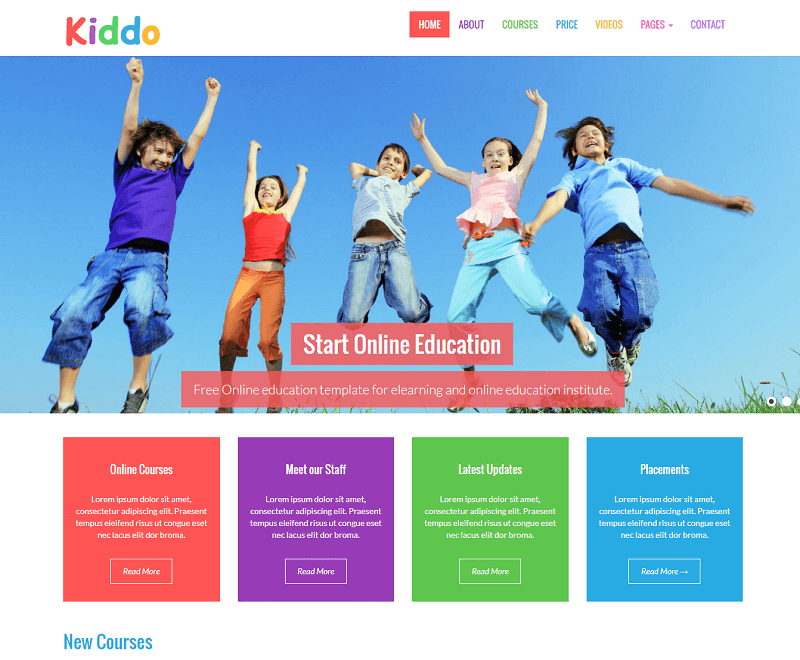 Kiddo
HOME ABOUT COURSES PRICE VIDEOS PAGES CONTACT
Start Online Education
Free Online education template for elearning and online education institute.
Online Courses
Lorem ipsum dolor sit amet,
consectetur adipiscing elit. Praesent
tempus eleifend risus ut congue eset
nec lacus elit dor broma.
Read More
Meet our Staff
Lorem ipsum dolor sit amet,
consectetur adipiscing elit. Praesent
tempus eleifend risus ut congue eset
nec lacus elit dor broma.
Read More
Latest Updates
Lorem ipsum dolor sit amet,
consectetur adipiscing elit. Praesent
tempus eleifend risus ut congue eset
nec lacus elit dor broma.
Read More
Placements
Lorem ipsum dolor sit amet,
consectetur adipiscing elit. Praesent
tempus eleifend risus ut congue eset
nec lacus elit dor broma.
Read More →
New Courses